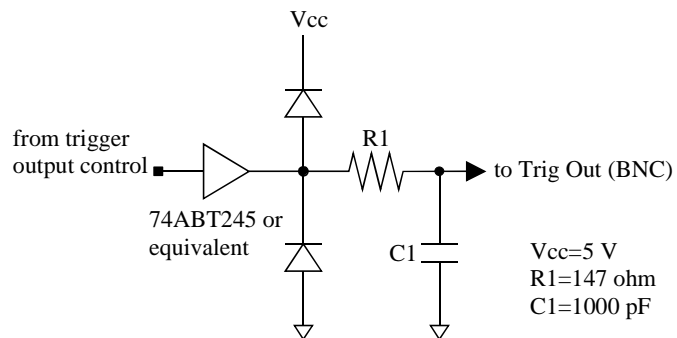 Vcc
from trigger
output control
R1
to Trig Out (BNC)
74ABT245 or
equivalent
C1
Vcc=5 V
R1=147 ohm
C1=1000 pF